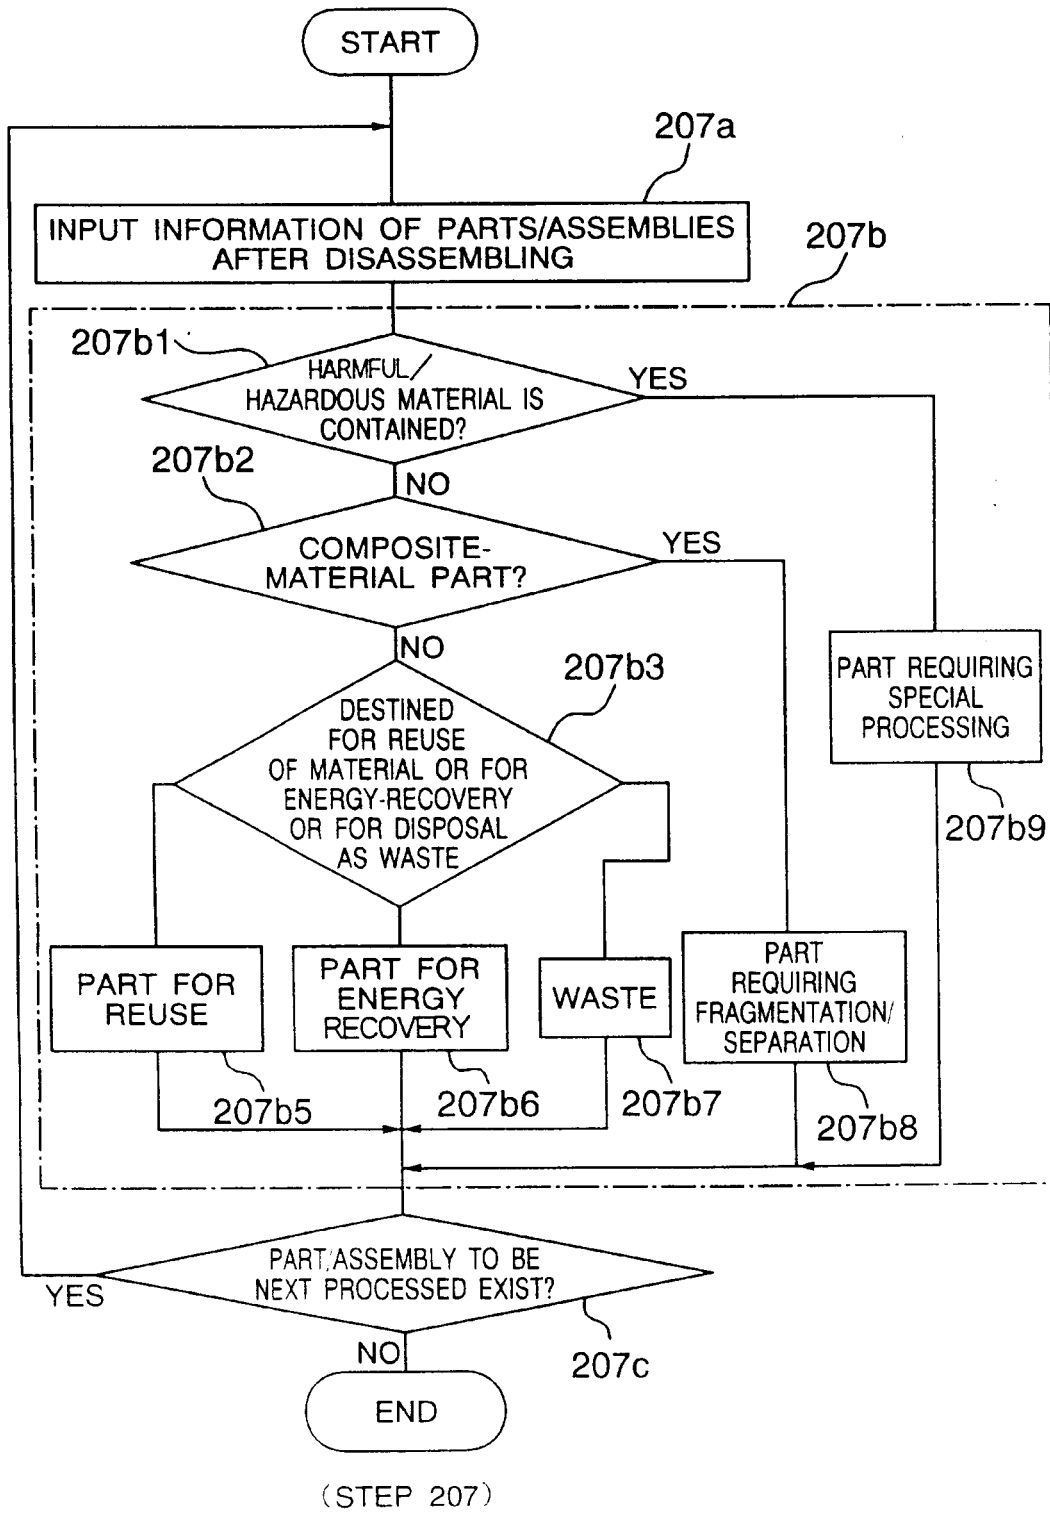 START
207a
INPUT INFORMATION OF PARTS/ASSEMBLIES
AFTER DISASSEMBLING
207b
207b1
HARMFUL/
HAZARDOUS MATERIAL IS
CONTAINED?
YES
207b2
NO
COMPOSITE-
MATERIAL PART?
YES
NO
207b3
DESTINED
FOR REUSE
OF MATERIAL OR FOR
ENERGY-RECOVERY
OR FOR DISPOSAL
AS WASTE
PART REQUIRING
SPECIAL
PROCESSING
207b9
PART FOR
REUSE
PART FOR
ENERGY
RECOVERY
WASTE
PART
REQUIRING
FRAGMENTATION/
SEPARATION
207b5
207b6
207b7
207b8
PART/ASSEMBLY TO BE
NEXT PROCESSED EXIST?
YES
NO
207c
END
(STEP 207)